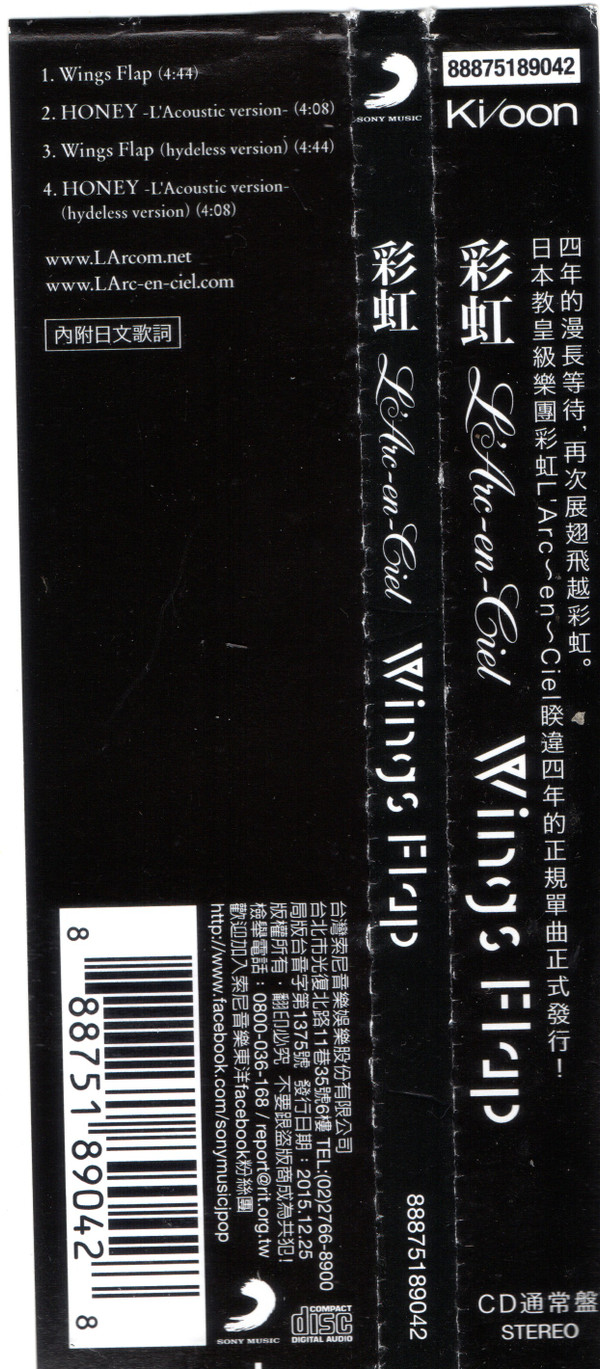 1. Wings Flap (4:44)
2. HONEY -L'Acoustic version- (4:08)
3. Wings Flap (hydeless version) (4:44)
4. HONEY -L'Acoustic version-
(hydeless version) (4:08)
www.LArcom.net
www.LArc-en-ciel.com
內附日文歌詞
台灣索尼音樂娛樂股份有限公司
台北市光復北路11巷35號6樓 TEL:(02)2766-8900
局版台音字第1375號 發行日期：2015.12.25
版權所有．翻印必究 不要跟盜版商成為共犯!
檢舉電話：0800-036-168 / report@rit.org.tw
歡迎加入索尼音樂東洋facebook粉絲團
http://www.facebook.com/sonymusicjpop
8 88751 89042 8
SONY MUSIC
COMPACT
disc
DIGITAL AUDIO
SONY MUSIC
彩虹
L'Arc-en-Ciel
Wings Flap
88875189042
88875189042
Ki/oon
四年的漫長等待，再次展翅飛越彩虹。
日本教皇級樂團彩虹L'Arc～en～Ciel睽違四年的正規單曲正式發行！
彩虹
L'Arc-en-Ciel
Wings Flap
CD通常盤
STEREO